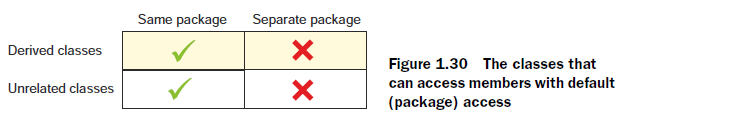 Same package Separate package
Derived classes
Unrelated classes
Figure 1.30 The classes that
can access members with default
(package) access